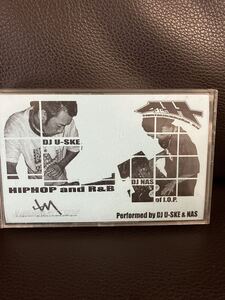 DJ U-SKE
HIPHOP and R&B
DJ NAS
of J.O.P.
Performed by DJ U-SKE & NAS